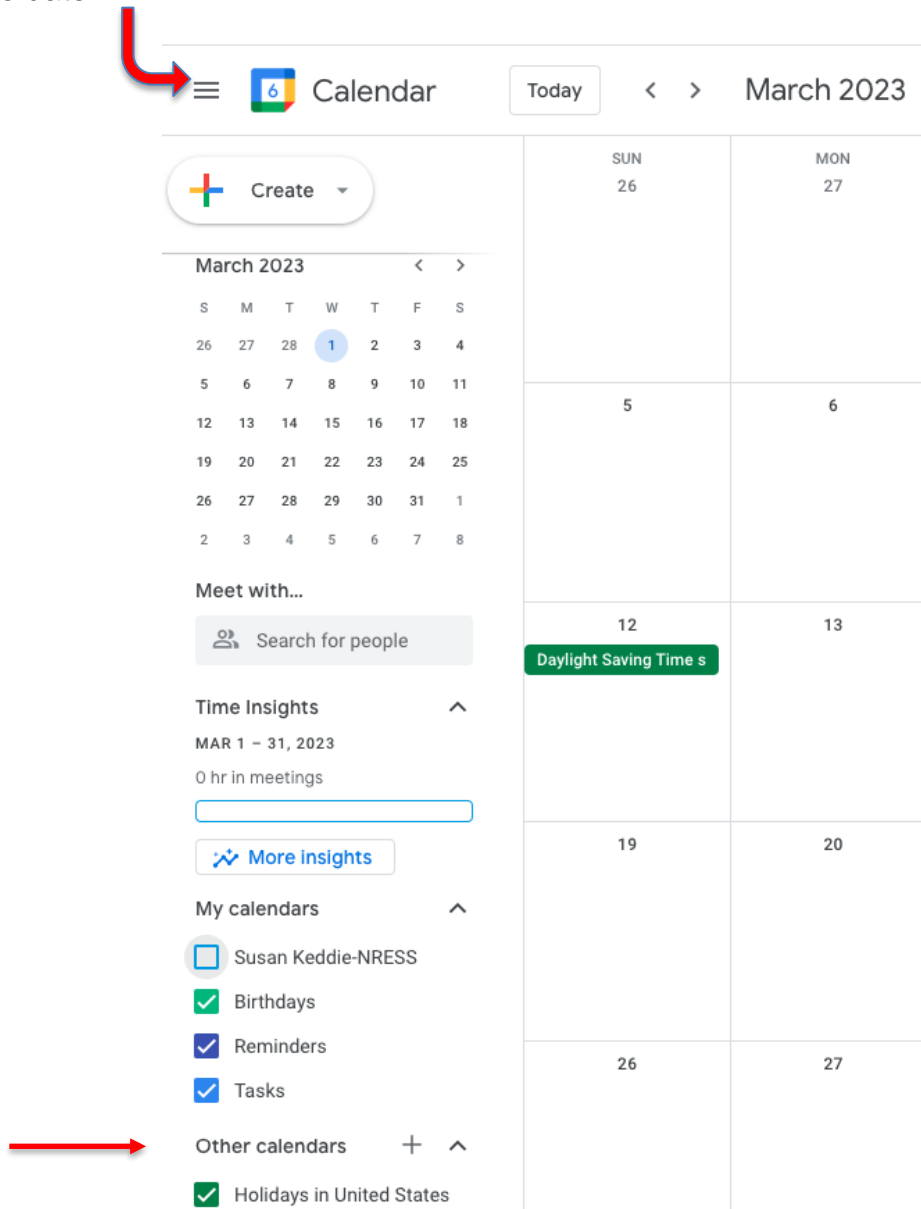 Calendar Today < > March 2023
6
Create
SUN MON
26 27
March 2023 < >
S M T W T F S
26 27 28 1 2 3 4
5 6 7 8 9 10 11
12 13 14 15 16 17 18
19 20 21 22 23 24 25
26 27 28 29 30 31 1
2 3 4 5 6 7 8
Meet with...
Search for people
Time Insights
MAR 1 – 31, 2023
0 hr in meetings
More insights
My calendars
Susan Keddie-NRESS
Birthdays
Reminders
Tasks
Other calendars +
Holidays in United States
5 6
12 13
Daylight Saving Time s
19 20
26 27